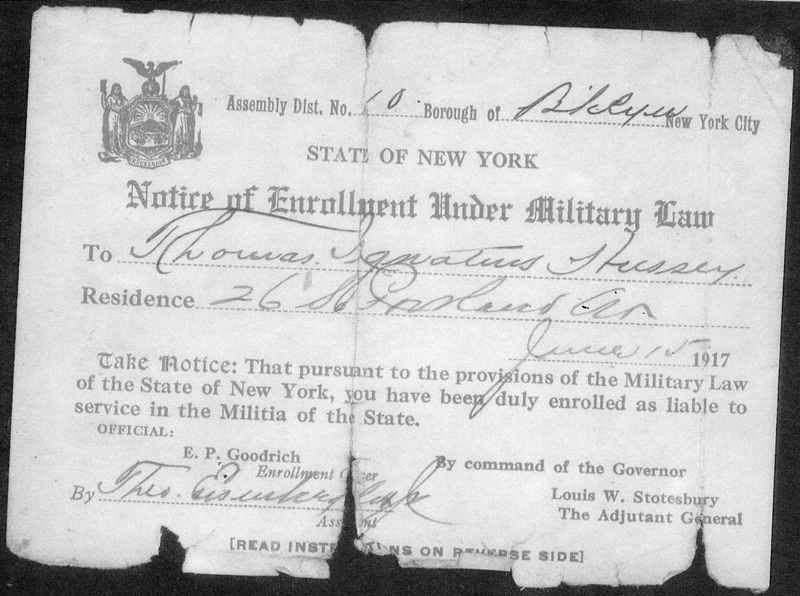 Assembly Dist. No. 10 Borough of B'klyn New York City
STATE OF NEW YORK
Notice of Enrollment Under Military Law
To Thomas Ignatius Hussey
Residence 26 So Portland Av
June 15 1917
Take Notice: That pursuant to the provisions of the Military Law
of the State of New York, you have been duly enrolled as liable to
service in the Militia of the State.
OFFICIAL:
E. P. Goodrich
Enrollment Officer
By Theo. Eisenberg
Assistant
By command of the Governor
Louis W. Stotesbury
The Adjutant General
[READ INSTRUCTIONS ON REVERSE SIDE]